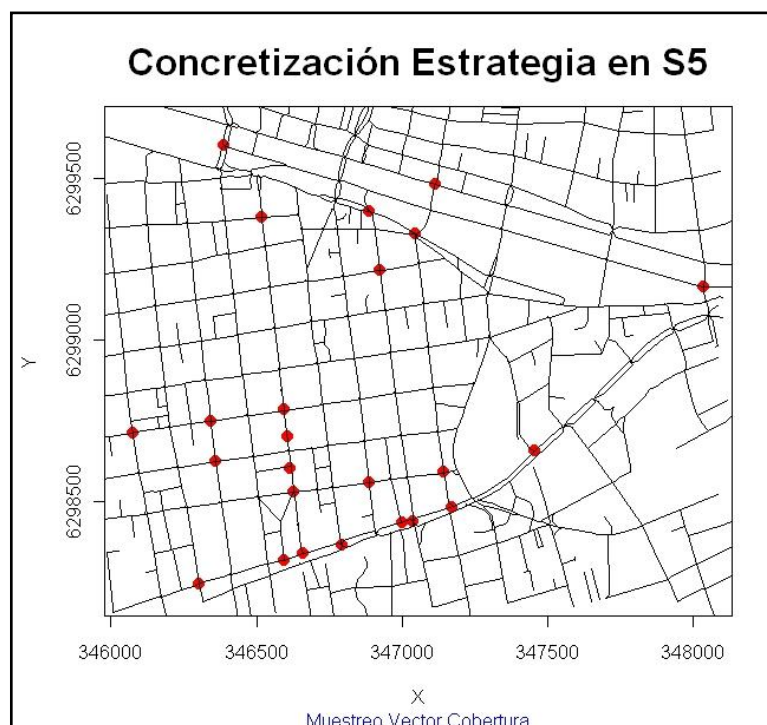 Concretización Estrategia en S5
6299500
6299000
6298500
Y
346000 346500 347000 347500 348000
X
Muestreo Vector Cobertura